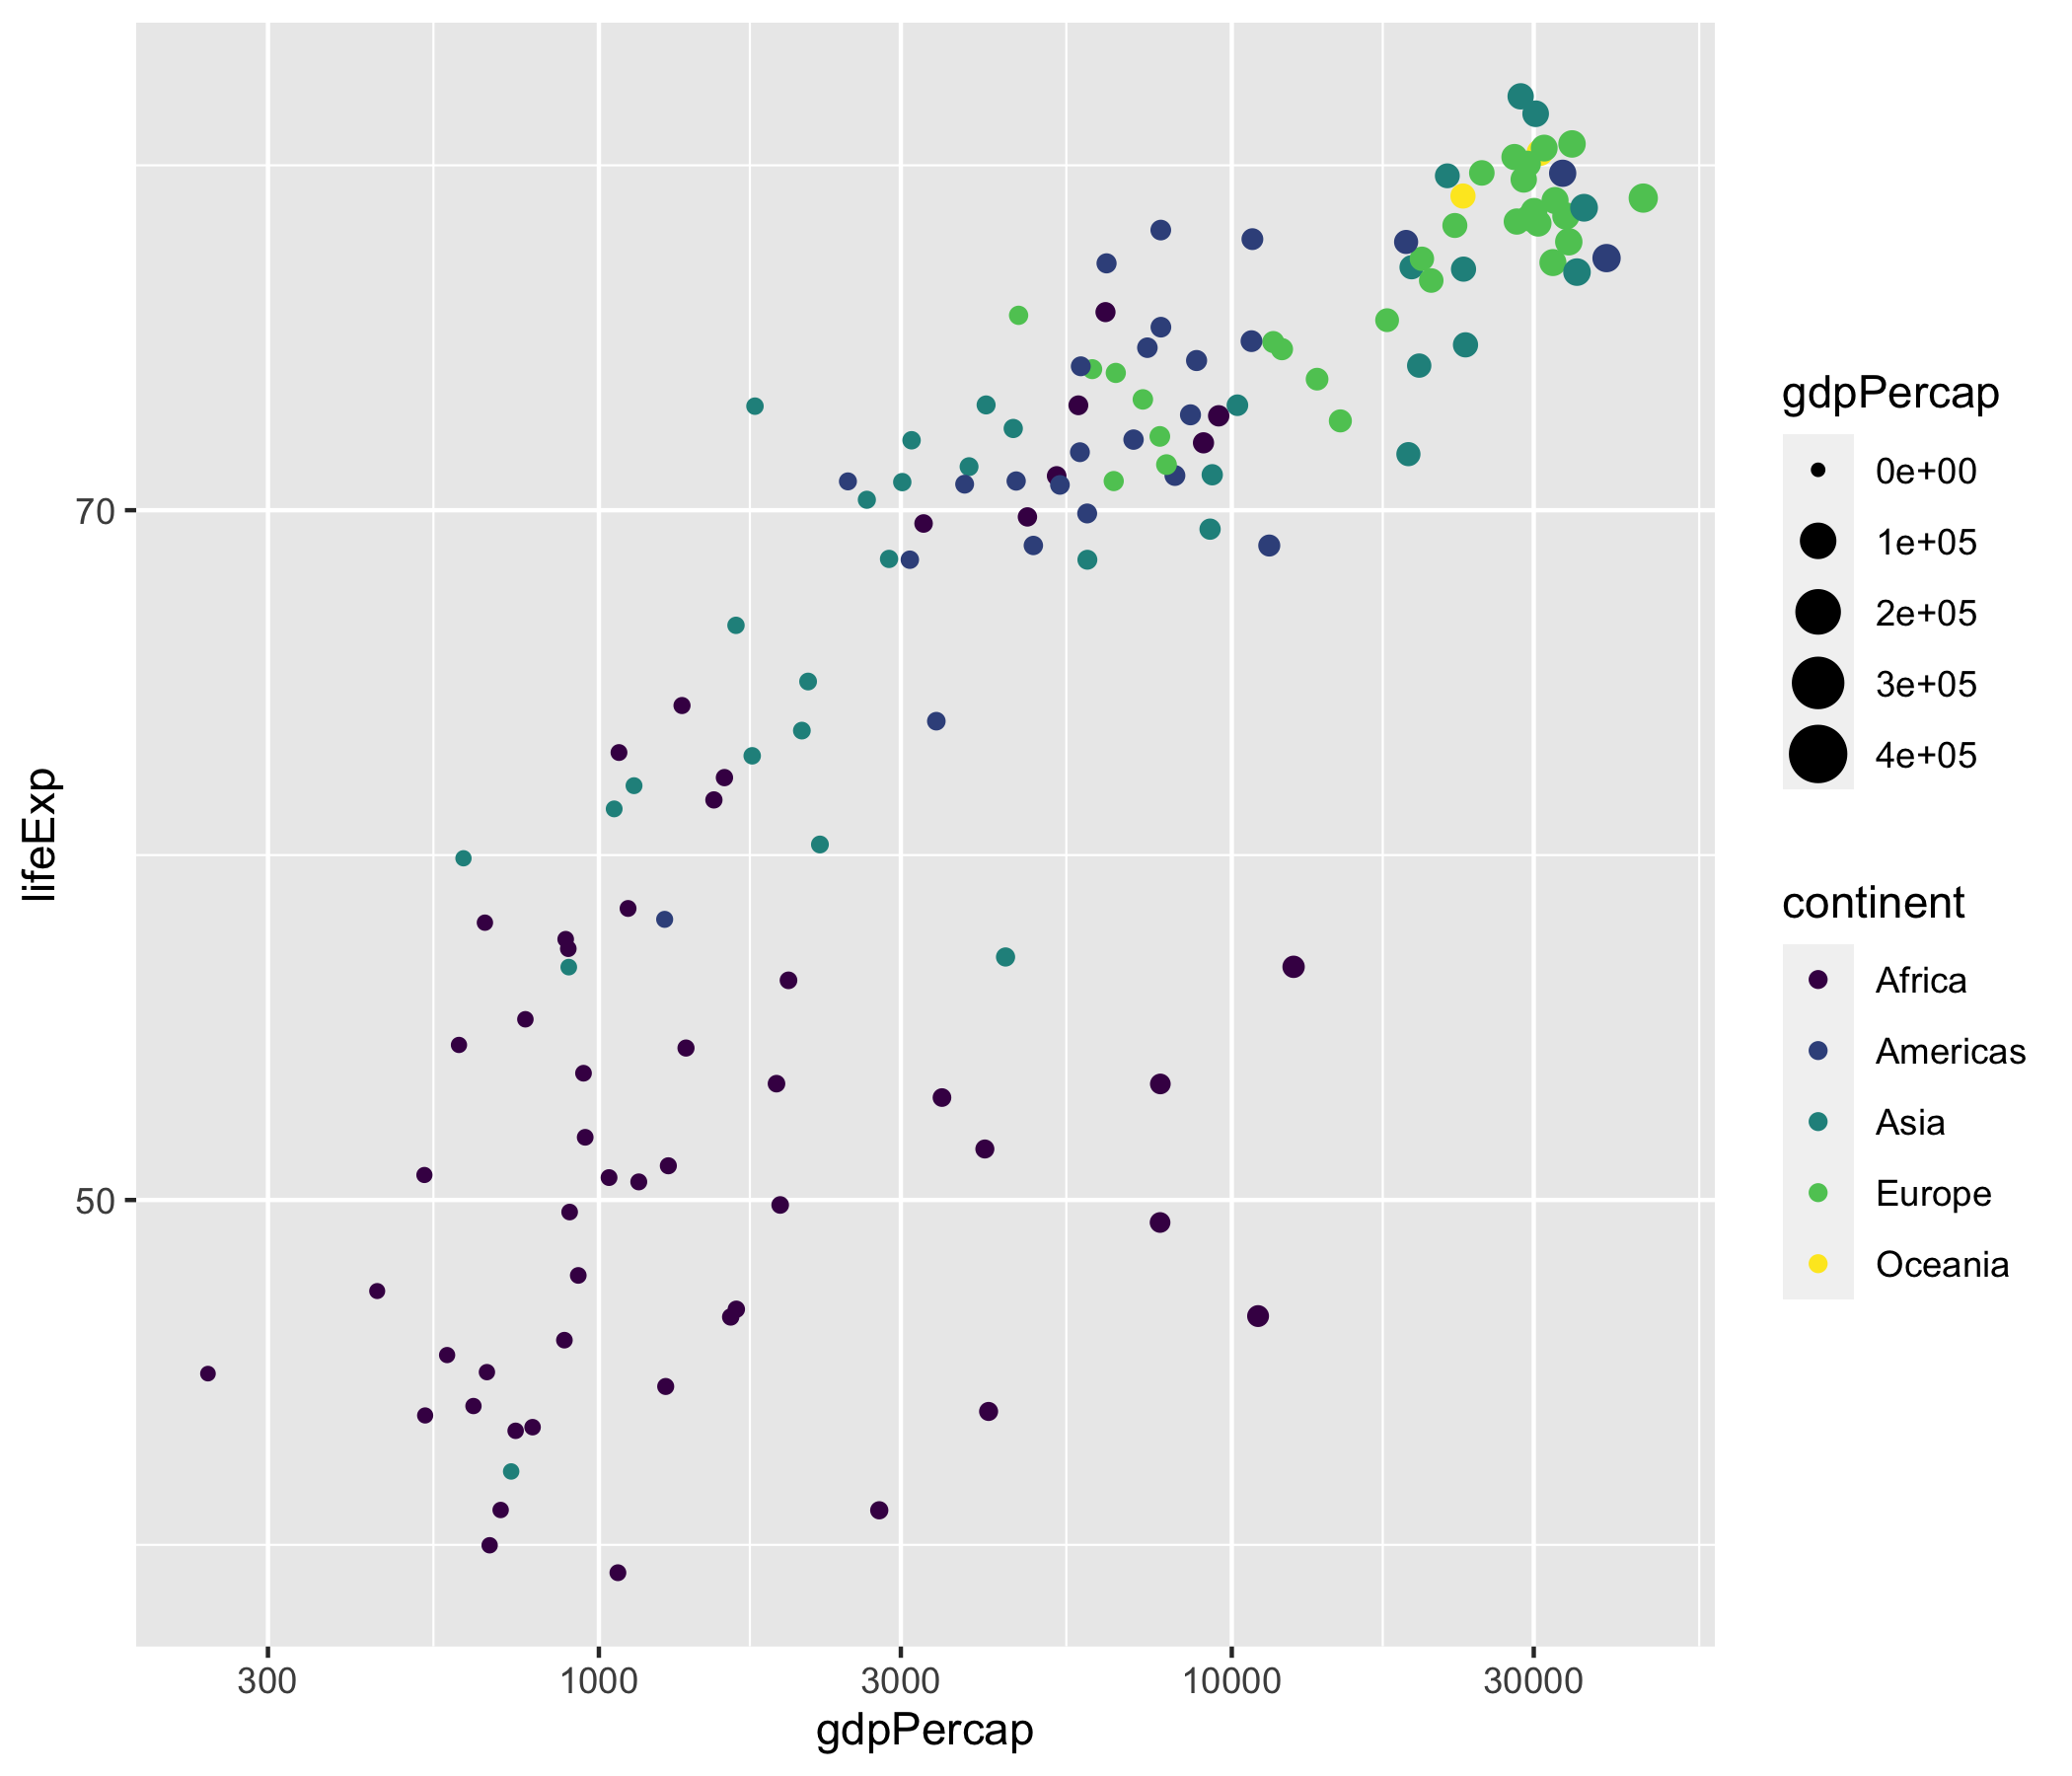 lifeExp
70
50
300 1000 3000 10000 30000
gdpPercap
gdpPercap
0e+00
1e+05
2e+05
3e+05
4e+05
continent
Africa
Americas
Asia
Europe
Oceania